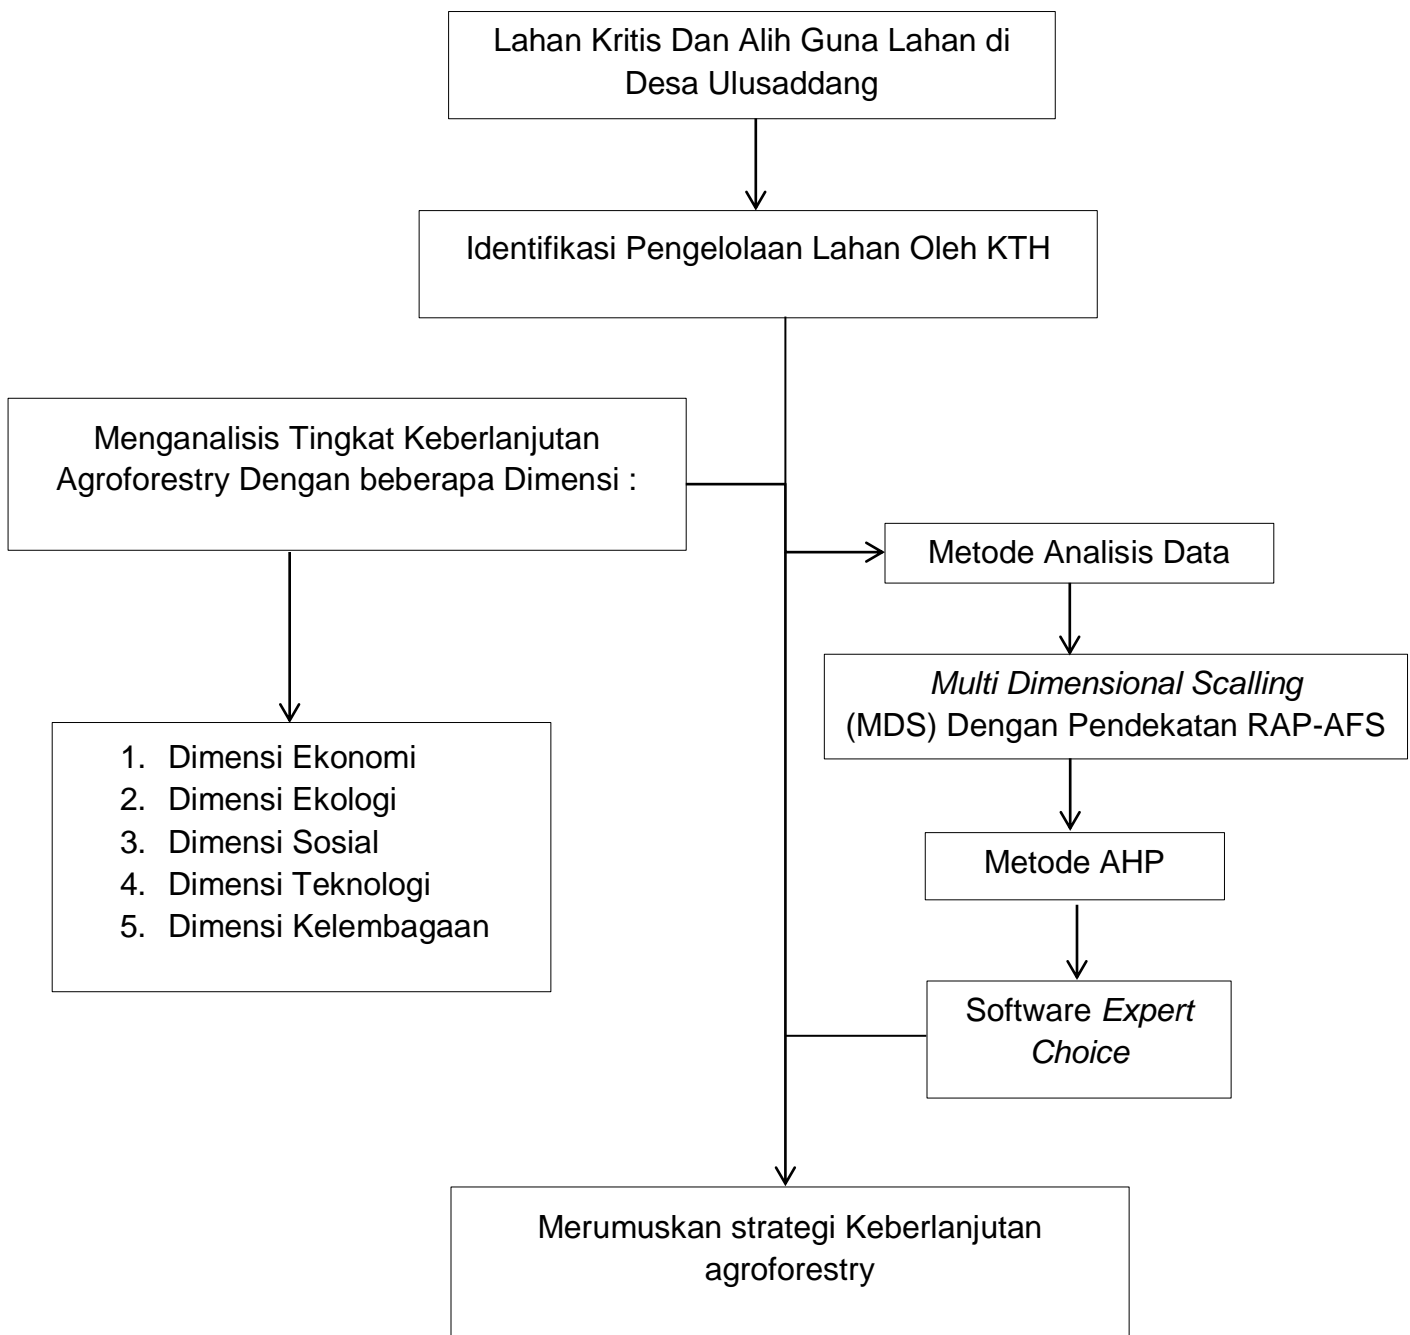 Lahan Kritis Dan Alih Guna Lahan di
Desa Ulusaddang
Identifikasi Pengelolaan Lahan Oleh KTH
Menganalisis Tingkat Keberlanjutan
Agroforestry Dengan beberapa Dimensi :
Metode Analisis Data
Multi Dimensional Scalling
(MDS) Dengan Pendekatan RAP-AFS
1. Dimensi Ekonomi
2. Dimensi Ekologi
3. Dimensi Sosial
4. Dimensi Teknologi
5. Dimensi Kelembagaan
Metode AHP
Software Expert
Choice
Merumuskan strategi Keberlanjutan
agroforestry